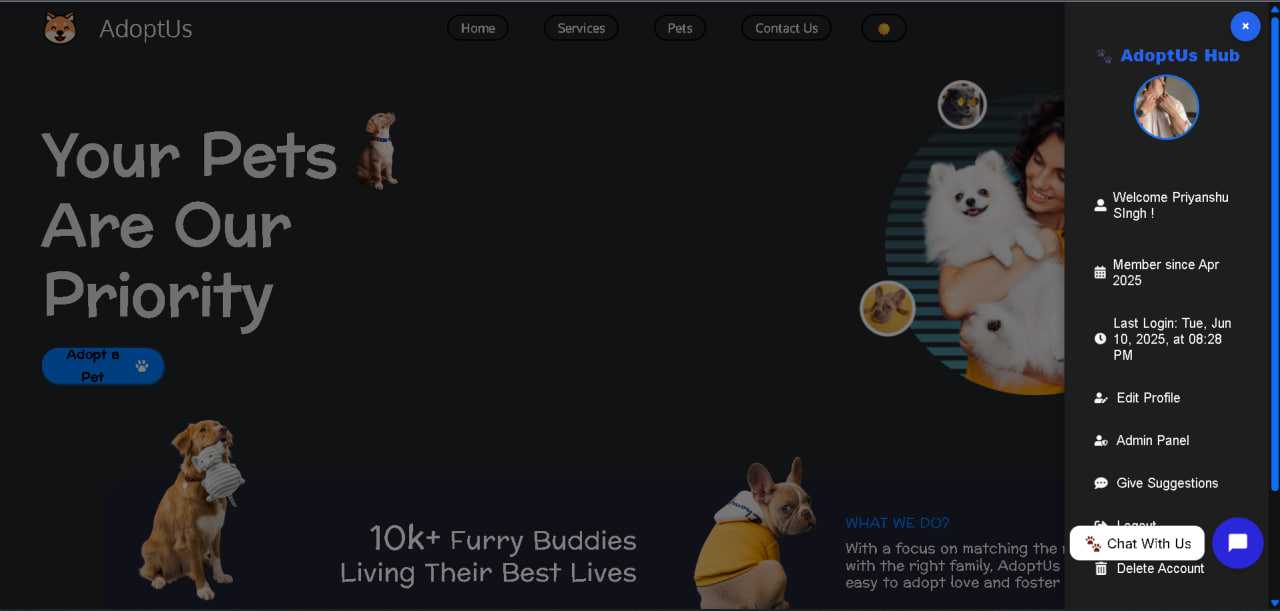 AdoptUs
Home
Services
Pets
Contact Us
×
AdoptUs Hub
Your Pets
Are Our
Priority
Adopt a
Pet
Welcome Priyanshu
SIngh !
Member since Apr
2025
Last Login: Tue, Jun
10, 2025, at 08:28
PM
Edit Profile
Admin Panel
Give Suggestions
Logout
Chat With Us
Delete Account
10k+ Furry Buddies
Living Their Best Lives
WHAT WE DO?
With a focus on matching the
with the right family, AdoptUs
easy to adopt love and foster